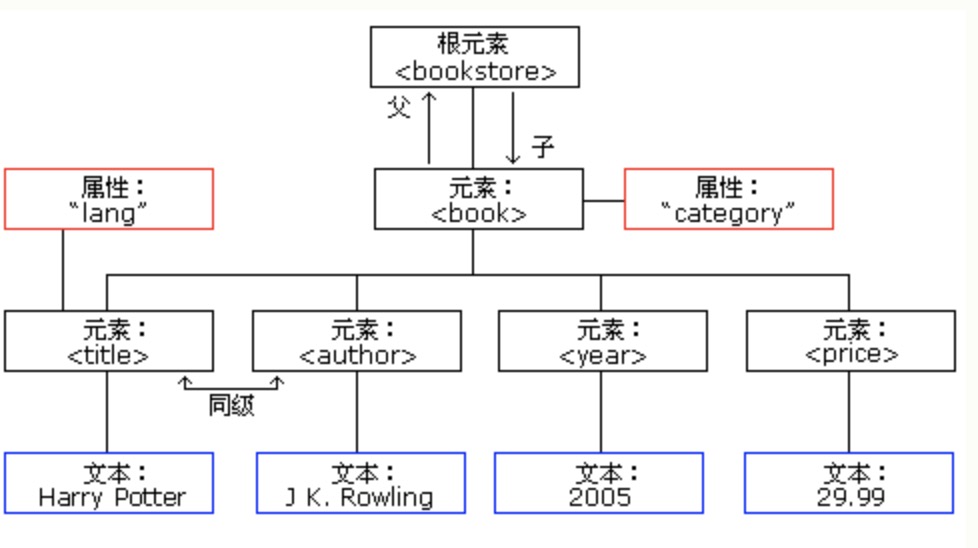 根元素
<bookstore>
父
子
属性：
“lang”
元素：
<book>
属性：
“category”
元素：
<title>
元素：
<author>
元素：
<year>
元素：
<price>
同级
文本：
Harry Potter
文本：
J K. Rowling
文本：
2005
文本：
29.99